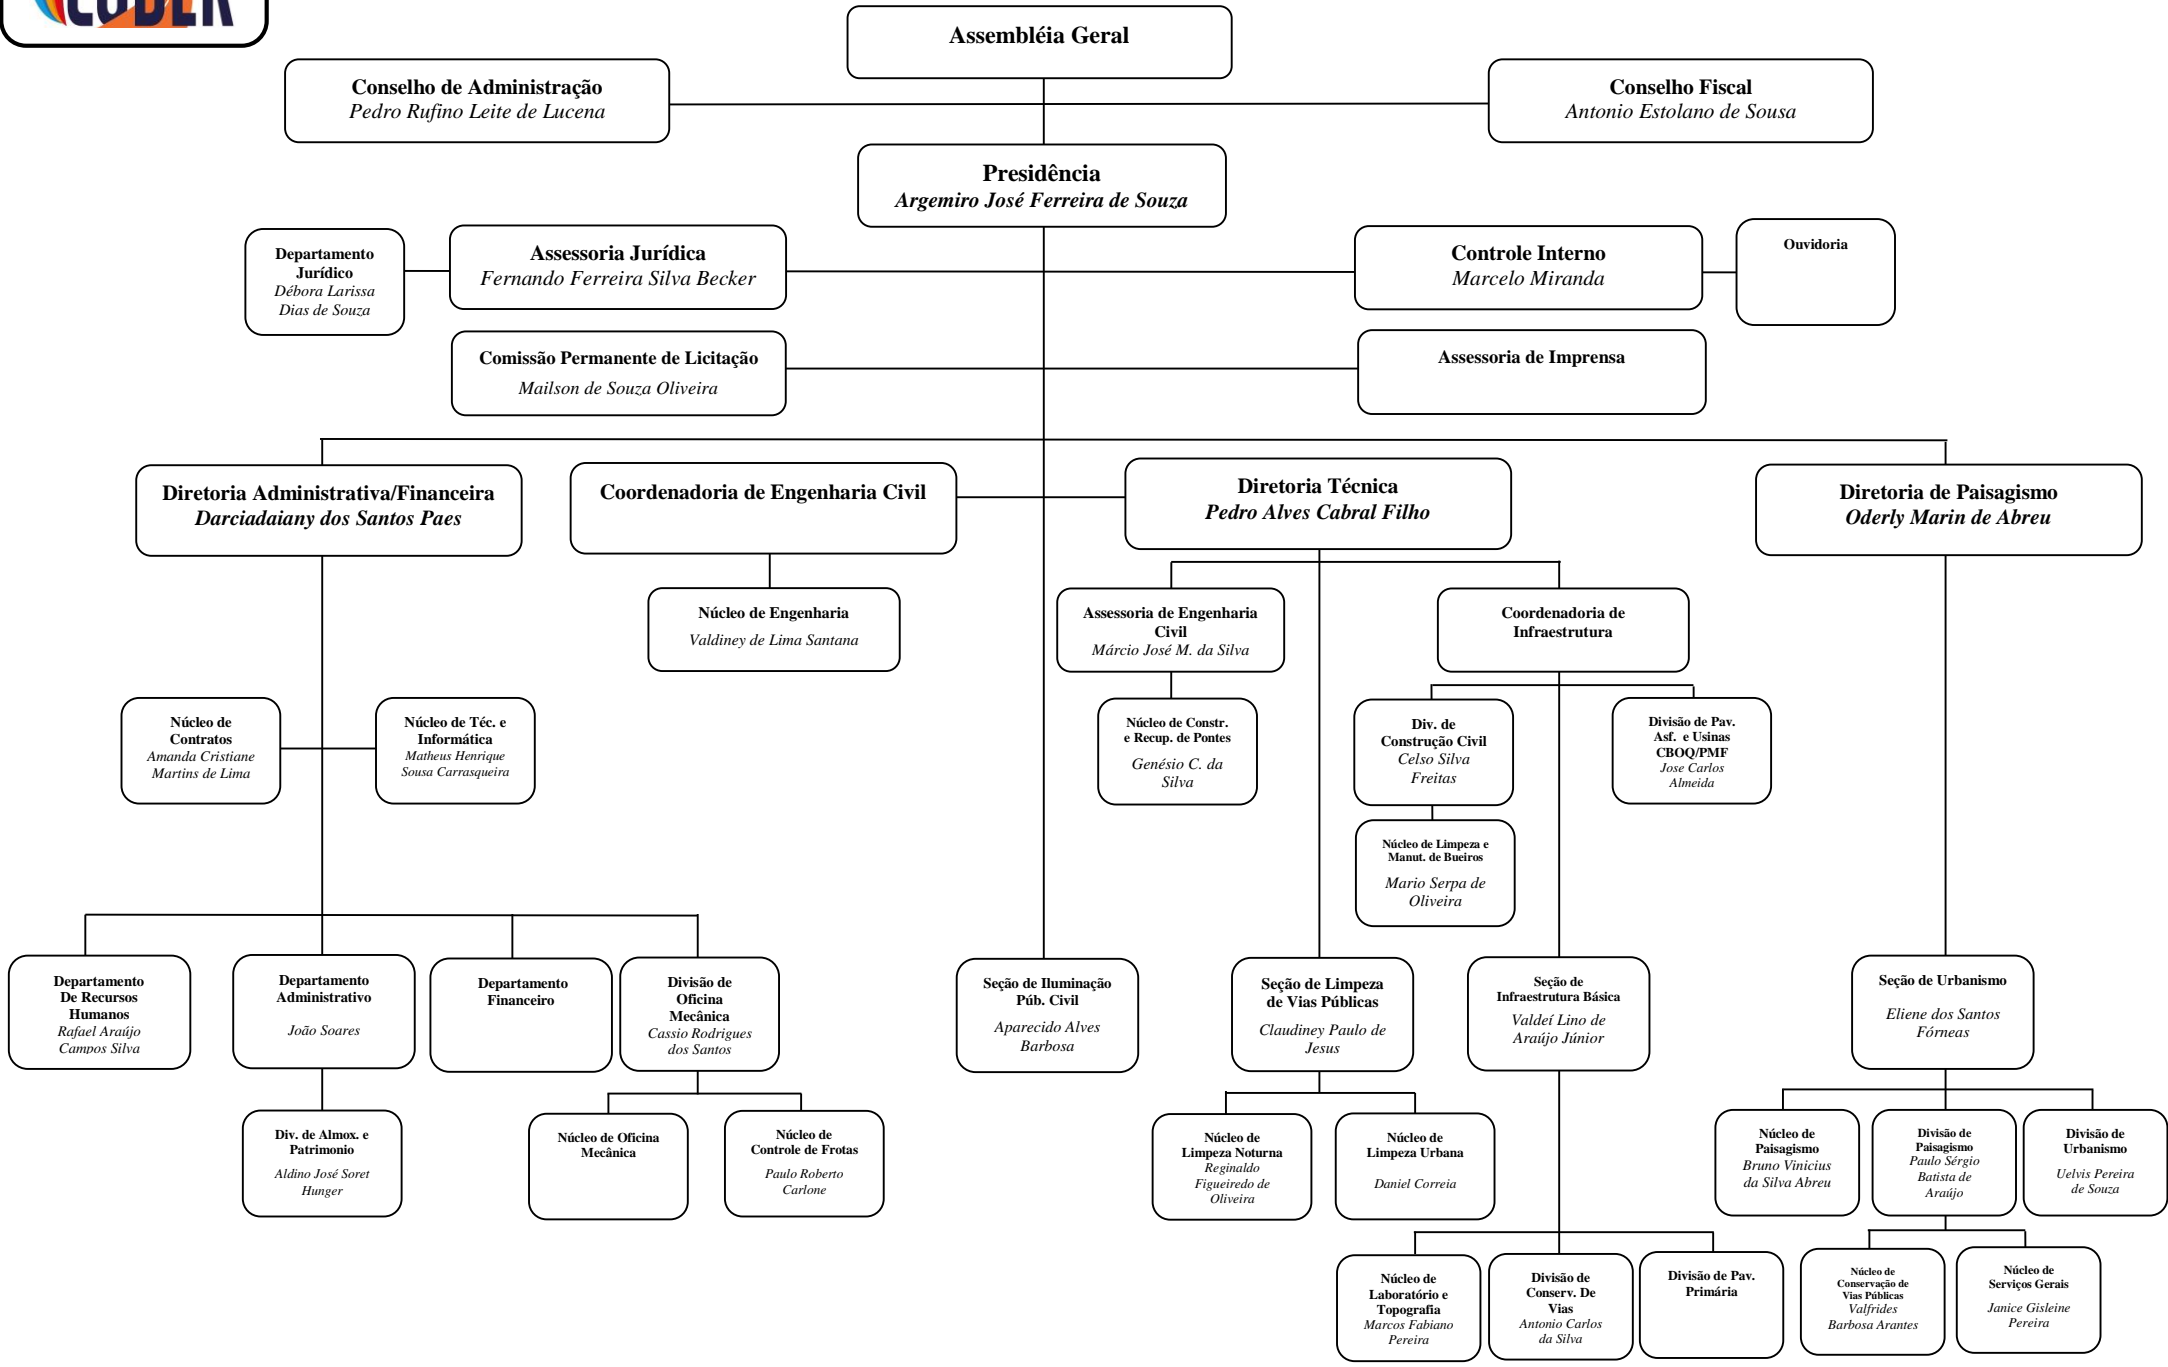 CODER
Assembléia Geral
Conselho de Administração
Pedro Rufino Leite de Lucena
Conselho Fiscal
Antonio Estolano de Sousa
Presidência
Argemiro José Ferreira de Souza
Departamento
Jurídico
Débora Larissa
Dias de Souza
Assessoria Jurídica
Fernando Ferreira Silva Becker
Controle Interno
Marcelo Miranda
Ouvidoria
Comissão Permanente de Licitação
Mailson de Souza Oliveira
Assessoria de Imprensa
Diretoria Administrativa/Financeira
Darciadaiany dos Santos Paes
Coordenadoria de Engenharia Civil
Diretoria Técnica
Pedro Alves Cabral Filho
Diretoria de Paisagismo
Oderly Marin de Abreu
Núcleo de Engenharia
Valdiney de Lima Santana
Assessoria de Engenharia
Civil
Márcio José M. da Silva
Coordenadoria de
Infraestrutura
Núcleo de
Contratos
Amanda Cristiane
Martins de Lima
Núcleo de Téc. e
Informática
Matheus Henrique
Sousa Carrasqueira
Núcleo de Constr.
e Recup. de Pontes
Genésio C. da
Silva
Div. de
Construção Civil
Celso Silva
Freitas
Divisão de Pav.
Asf. e Usinas
CBOQ/PMF
Jose Carlos
Almeida
Núcleo de Limpeza e
Manut. de Bueiros
Mario Serpa de
Oliveira
Departamento
De Recursos
Humanos
Rafael Araújo
Campos Silva
Departamento
Administrativo
João Soares
Departamento
Financeiro
Divisão de
Oficina
Mecânica
Cassio Rodrigues
dos Santos
Seção de Iluminação
Púb. Civil
Aparecido Alves
Barbosa
Seção de Limpeza
de Vias Públicas
Claudiney Paulo de
Jesus
Seção de
Infraestrutura Básica
Valdeí Lino de
Araújo Júnior
Seção de Urbanismo
Eliene dos Santos
Fórneas
Div. de Almox. e
Patrimonio
Aldino José Soret
Hunger
Núcleo de Oficina
Mecânica
Núcleo de
Controle de Frotas
Paulo Roberto
Carlone
Núcleo de
Limpeza Noturna
Reginaldo
Figueiredo de
Oliveira
Núcleo de
Limpeza Urbana
Daniel Correia
Núcleo de
Paisagismo
Bruno Vinicius
da Silva Abreu
Divisão de
Paisagismo
Paulo Sérgio
Batista de
Araújo
Divisão de
Urbanismo
Uelvis Pereira
de Souza
Núcleo de
Laboratório e
Topografia
Marcos Fabiano
Pereira
Divisão de
Conserv. De
Vias
Antonio Carlos
da Silva
Divisão de Pav.
Primária
Núcleo de
Conservação de
Vias Públicas
Valfrides
Barbosa Arantes
Núcleo de
Serviços Gerais
Janice Gisleine
Pereira